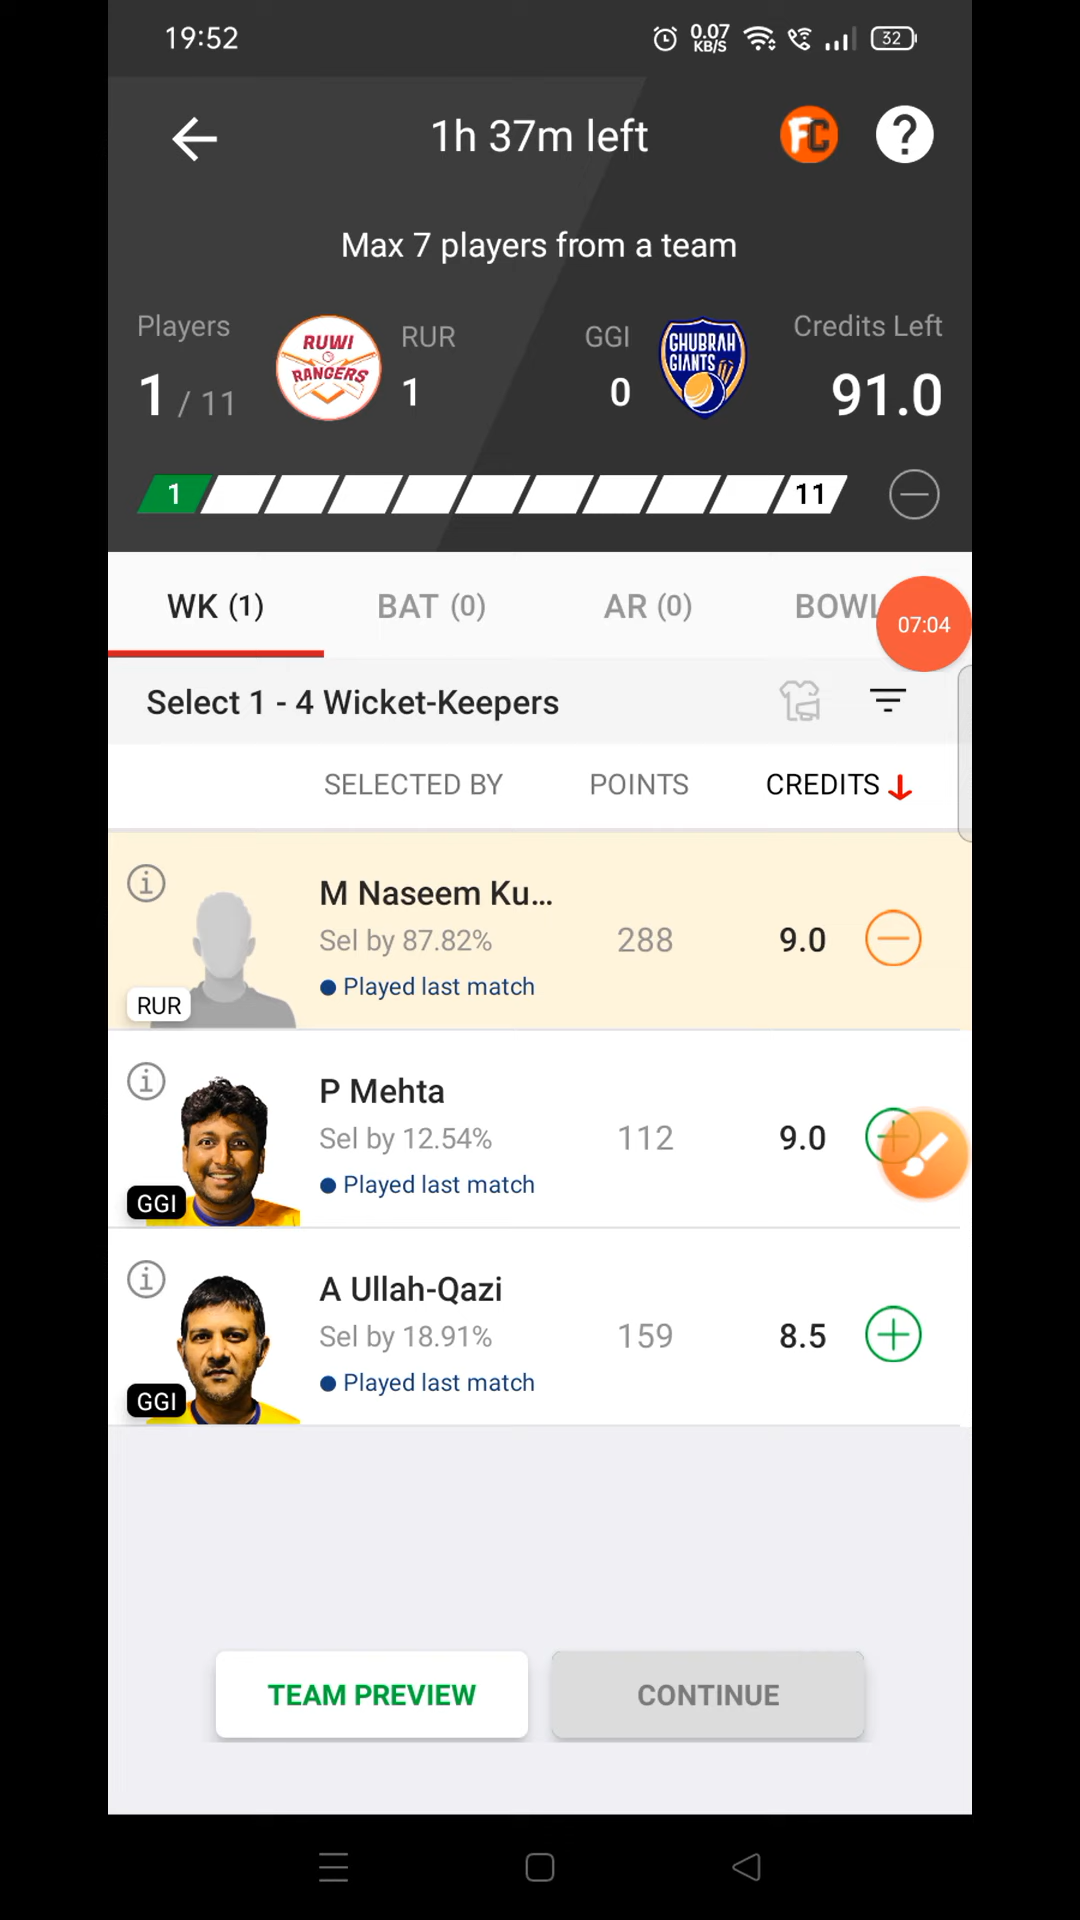 19:52
0.07
KB/S
32
1h 37m left
FC
?
Max 7 players from a team
Players
1 / 11
RUWI
RANGERS
RUR
1
GGI
0
GHUBRAH
GIANTS
Credits Left
91.0
1
11
WK (1)
BAT (0)
AR (0)
BOWL
07:04
Select 1 - 4 Wicket-Keepers
SELECTED BY
POINTS
CREDITS
M Naseem Ku...
Sel by 87.82%
288
9.0
Played last match
RUR
P Mehta
Sel by 12.54%
112
9.0
Played last match
GGI
A Ullah-Qazi
Sel by 18.91%
159
8.5
Played last match
GGI
TEAM PREVIEW
CONTINUE